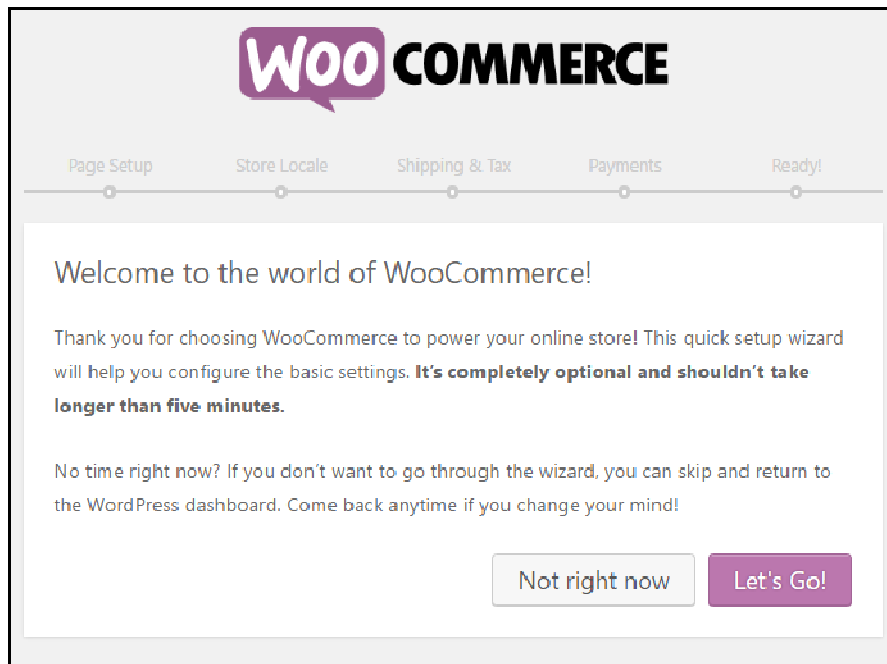 WOO COMMERCE
Page Setup Store Locale Shipping & Tax Payments Ready!
Welcome to the world of WooCommerce!
Thank you for choosing WooCommerce to power your online store! This quick setup wizard
will help you configure the basic settings. It's completely optional and shouldn't take
longer than five minutes.
No time right now? If you don't want to go through the wizard, you can skip and return to
the WordPress dashboard. Come back anytime if you change your mind!
Not right now Let's Go!